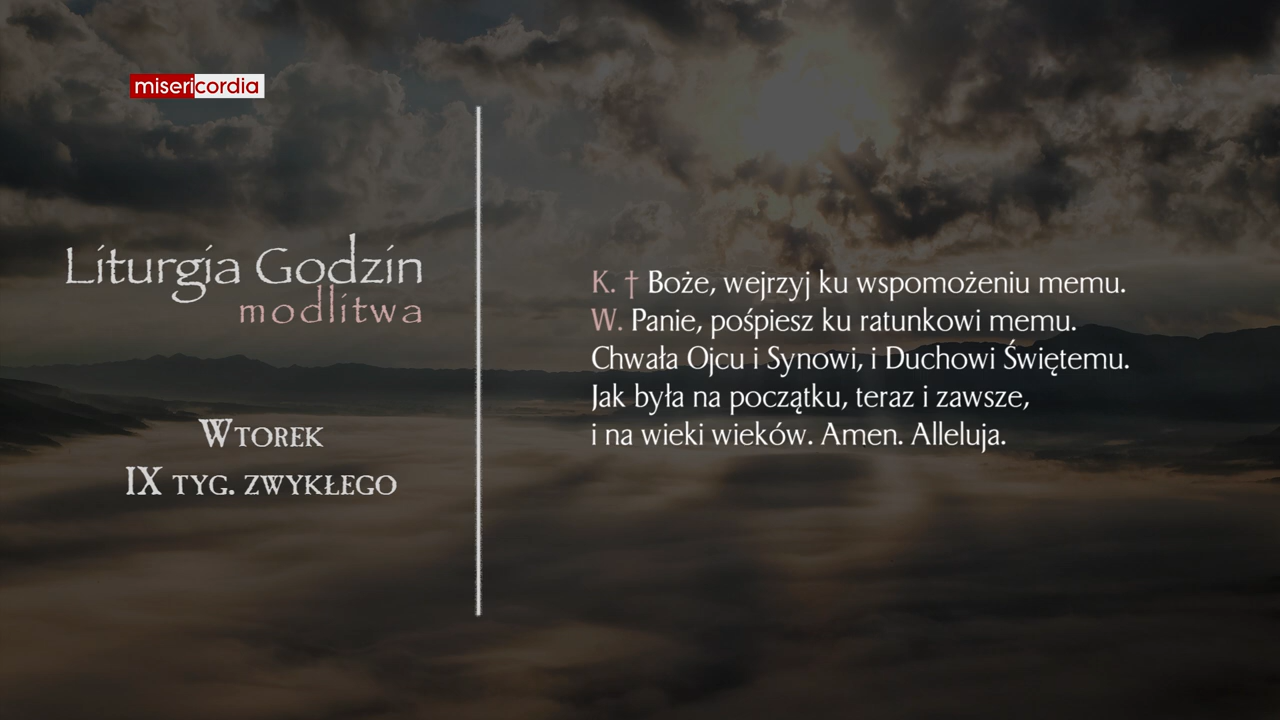 misericordia
Liturgia Godzin
modlitwa
Wtorek
IX tyg. zwykłego
K. † Boże, wejrzyj ku wspomożeniu memu.
W. Panie, pośpiesz ku ratunkowi memu.
Chwała Ojcu i Synowi, i Duchowi Świętemu.
Jak była na początku, teraz i zawsze,
i na wieki wieków. Amen. Alleluja.